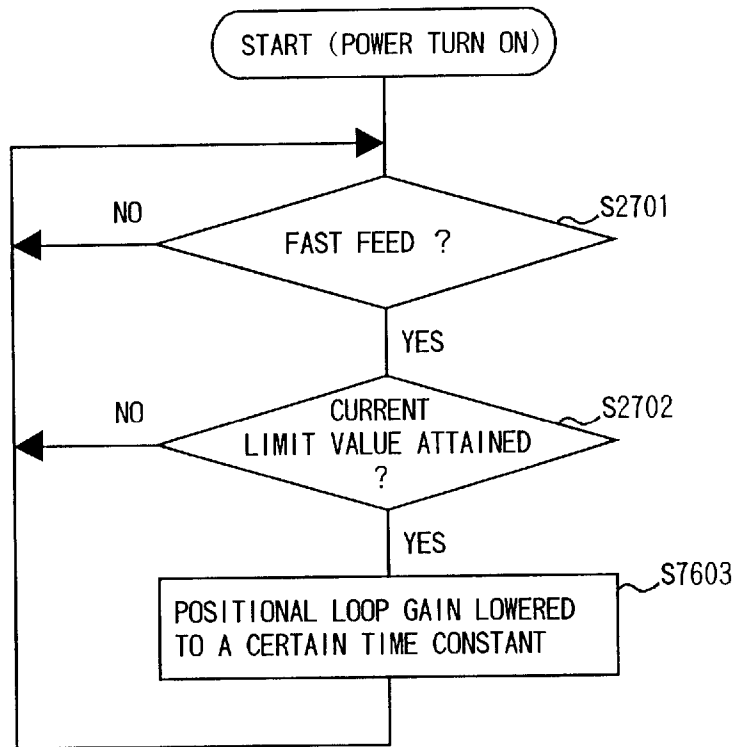 START (POWER TURN ON)
NO
S2701
FAST FEED ?
YES
NO
S2702
CURRENT
LIMIT VALUE ATTAINED
?
YES
S7603
POSITIONAL LOOP GAIN LOWERED
TO A CERTAIN TIME CONSTANT